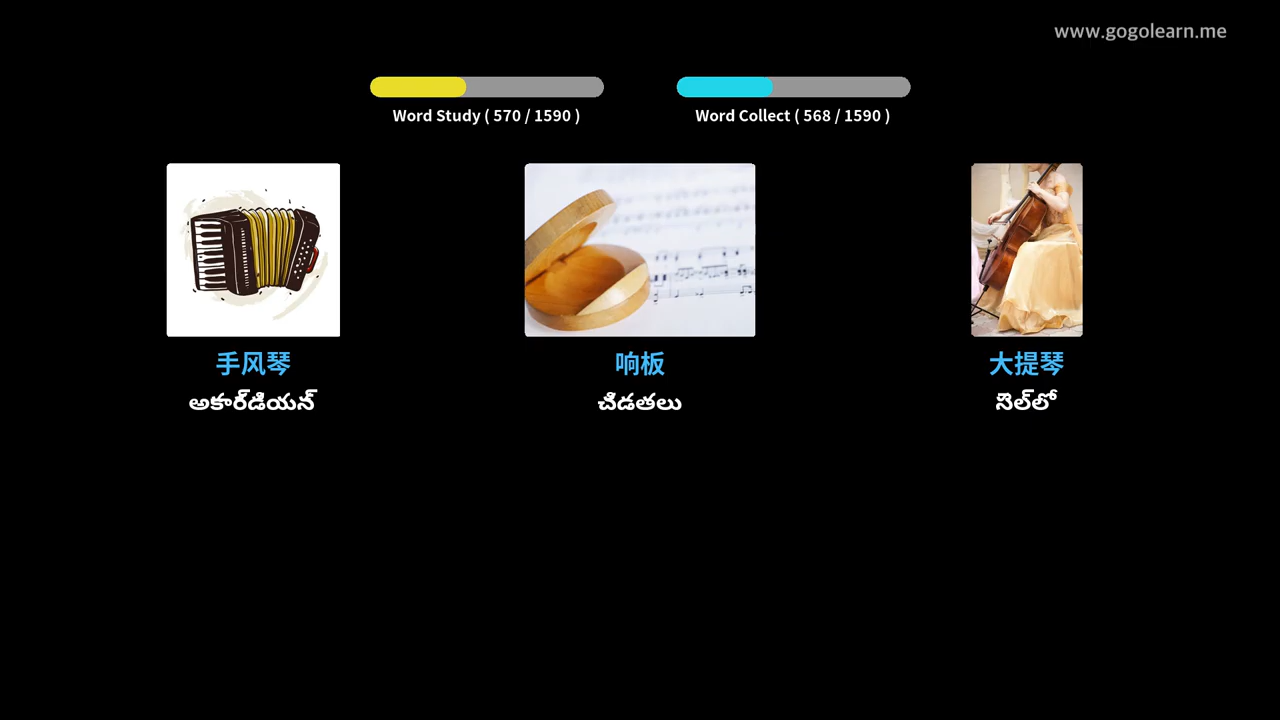 www.gogolearn.me
Word Study ( 570 / 1590 )
Word Collect ( 568 / 1590 )
手风琴
响板
大提琴
అకార్‌డియన్
చిడతలు
సెల్‌లో